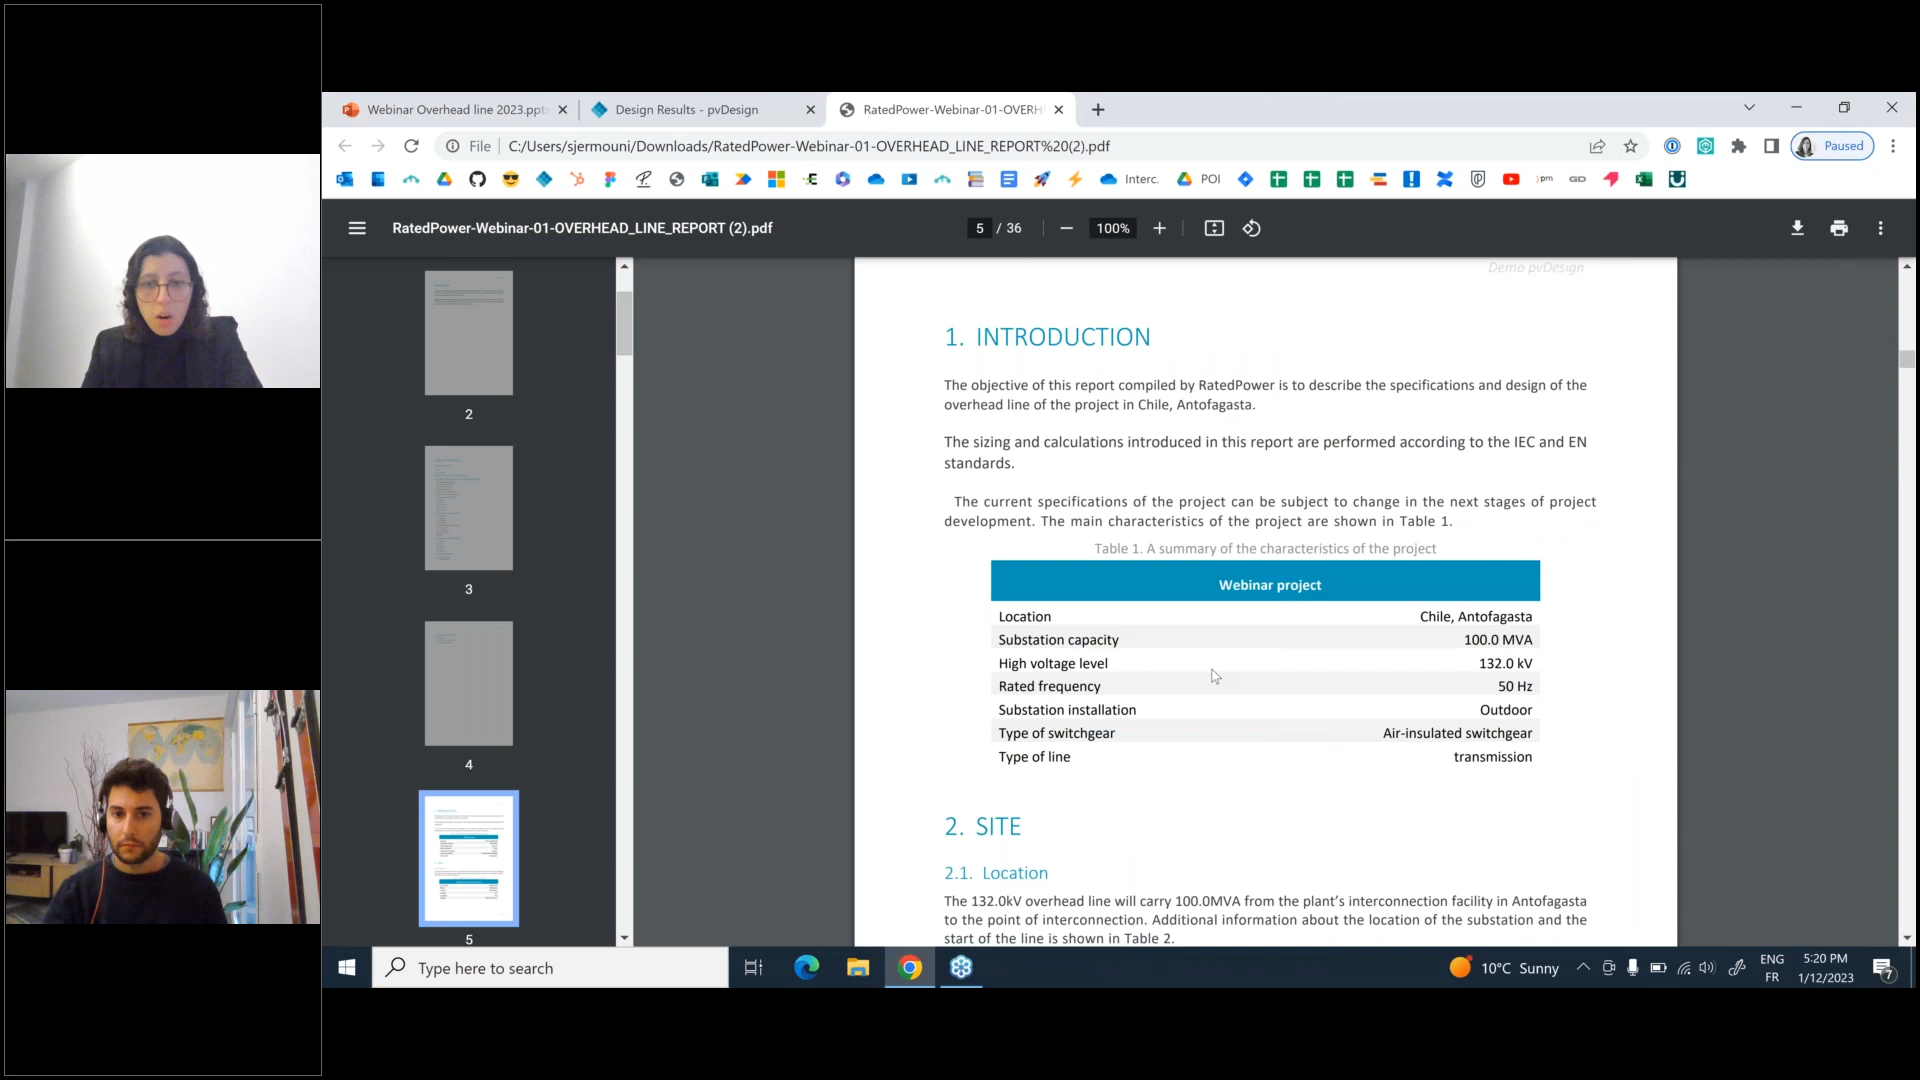 Webinar Overhead line 2023.pptx
Design Results - pvDesign
RatedPower-Webinar-01-OVERH
File
C:/Users/sjermouni/Downloads/RatedPower-Webinar-01-OVERHEAD_LINE_REPORT%20(2).pdf
Paused
Interc.
POI
pm
GD
RatedPower-Webinar-01-OVERHEAD_LINE_REPORT (2).pdf
5 / 36
100%
2
3
4
5
Demo pvDesign
1. INTRODUCTION
The objective of this report compiled by RatedPower is to describe the specifications and design of the
overhead line of the project in Chile, Antofagasta.
The sizing and calculations introduced in this report are performed according to the IEC and EN
standards.
The current specifications of the project can be subject to change in the next stages of project
development. The main characteristics of the project are shown in Table 1.
Table 1. A summary of the characteristics of the project
Webinar project
Location Chile, Antofagasta
Substation capacity 100.0 MVA
High voltage level 132.0 kV
Rated frequency 50 Hz
Substation installation Outdoor
Type of switchgear Air-insulated switchgear
Type of line transmission
2. SITE
2.1. Location
The 132.0kV overhead line will carry 100.0MVA from the plant's interconnection facility in Antofagasta
to the point of interconnection. Additional information about the location of the substation and the
start of the line is shown in Table 2.
Type here to search
10°C Sunny
ENG
FR
5:20 PM
1/12/2023
7